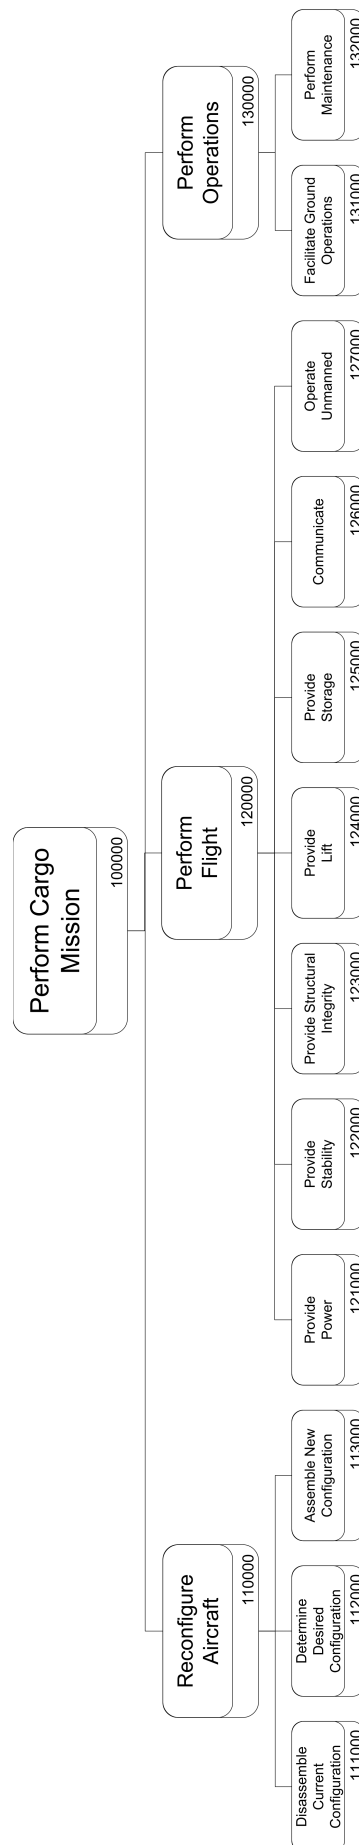 Perform Cargo
Mission
100000
Reconfigure
Aircraft
110000
Perform
Flight
120000
Perform
Operations
130000
Disassemble
Current
Configuration
111000
Determine
Desired
Configuration
112000
Assemble New
Configuration
113000
Provide
Power
121000
Provide
Stability
122000
Provide Structural
Integrity
123000
Provide
Lift
124000
Provide
Storage
125000
Communicate
126000
Operate
Unmanned
127000
Facilitate Ground
Operations
131000
Perform
Maintenance
132000